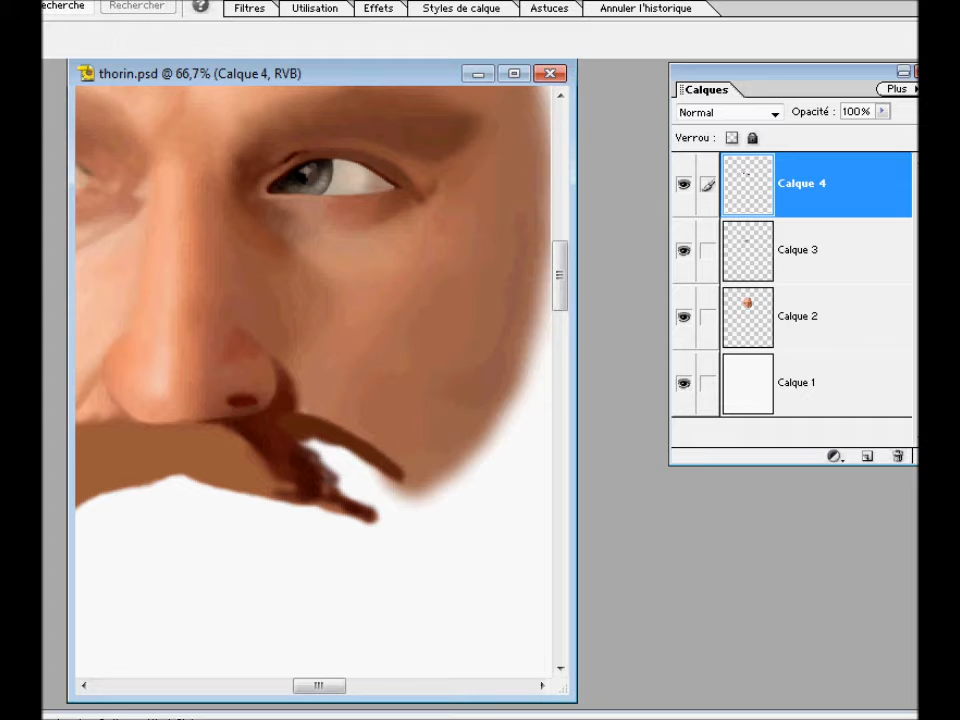 echerche
Rechercher
Filtres
Utilisation
Effets
Styles de calque
Astuces
Annuler l'historique
thorin.psd @ 66,7% (Calque 4, RVB)
Calques
Plus
Normal
Opacité : 100%
Verrou :
Calque 4
Calque 3
Calque 2
Calque 1